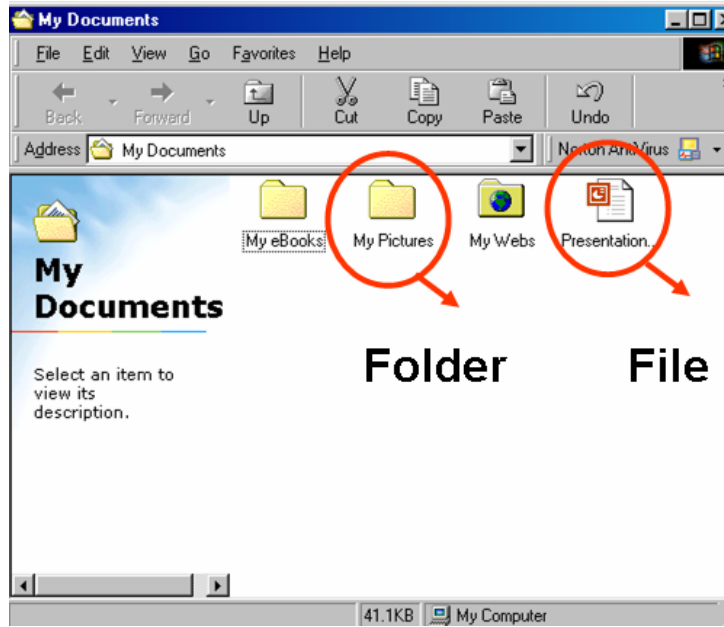 My Documents
File Edit View Go Favorites Help
Back Forward Up Cut Copy Paste Undo
Address My Documents Norton AntiVirus
My eBooks My Pictures My Webs Presentation...
My
Documents
Select an item to
view its
description.
Folder File
41.1KB My Computer